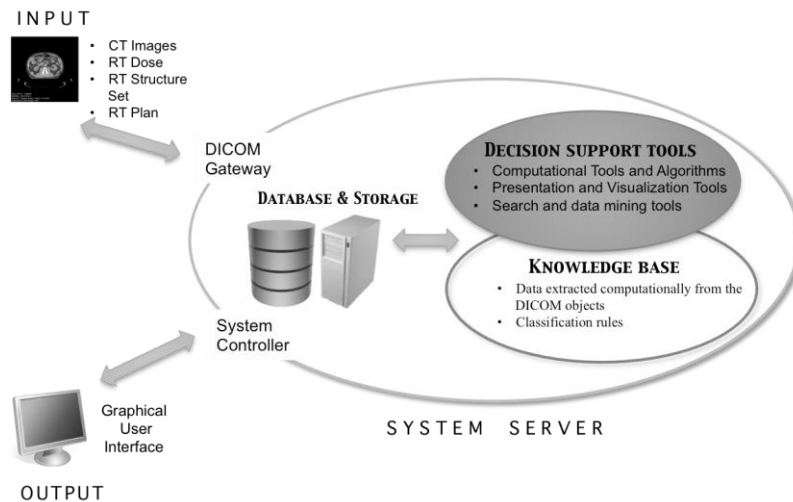 INPUT
• CT Images
• RT Dose
• RT Structure
Set
• RT Plan
DICOM
Gateway
DATABASE & STORAGE
DECISION SUPPORT TOOLS
• Computational Tools and Algorithms
• Presentation and Visualization Tools
• Search and data mining tools
KNOWLEDGE BASE
• Data extracted computationally from the
DICOM objects
• Classification rules
System
Controller
Graphical
User
Interface
SYSTEM SERVER
OUTPUT